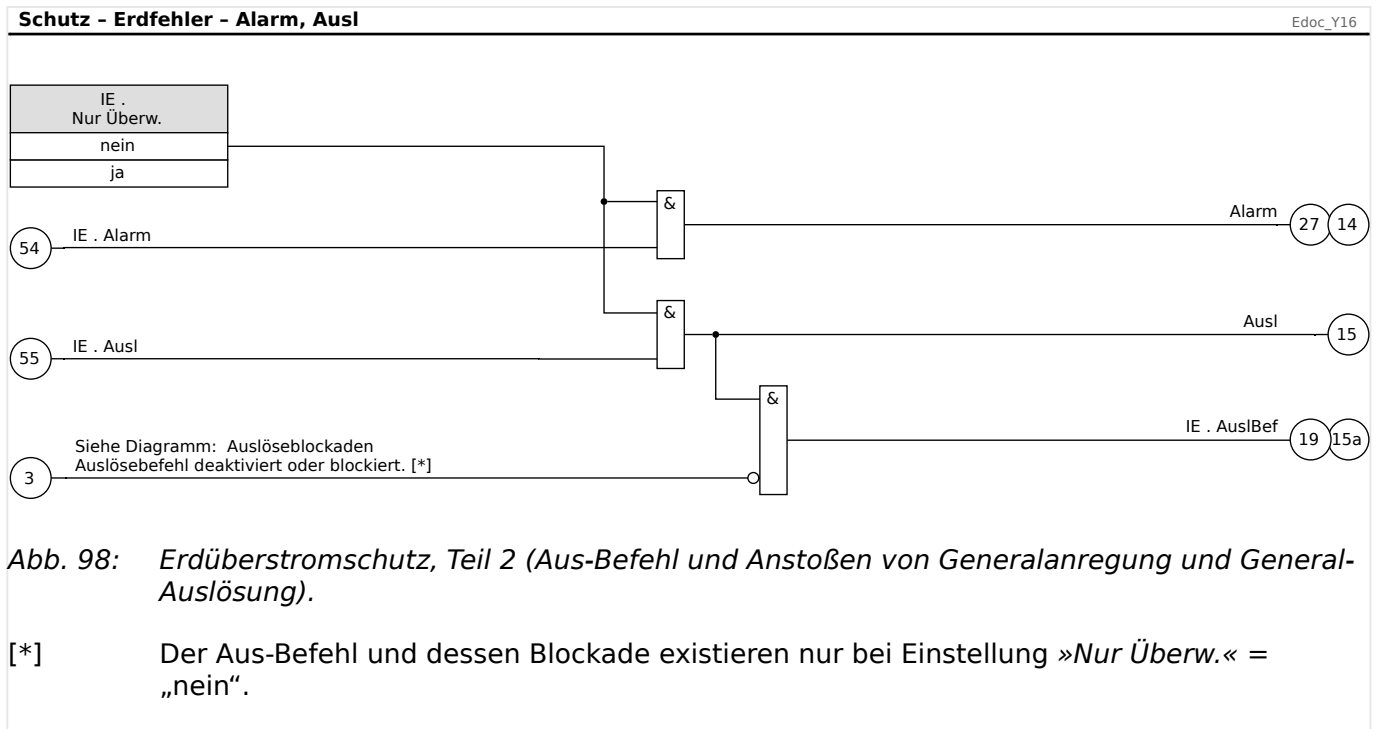 Schutz – Erdfehler – Alarm, Ausl
Edoc_Y16
IE .
Nur Überw.
nein
ja
&
Alarm
27
14
54
IE . Alarm
&
Ausl
15
55
IE . Ausl
&
IE . AuslBef
19
15a
Siehe Diagramm: Auslöseblockaden
Auslösebefehl deaktiviert oder blockiert. [*]
3
Abb. 98: Erdüberstromschutz, Teil 2 (Aus-Befehl und Anstoßen von Generalanregung und General-
Auslösung).
[*] Der Aus-Befehl und dessen Blockade existieren nur bei Einstellung »Nur Überw.« =
„nein“.